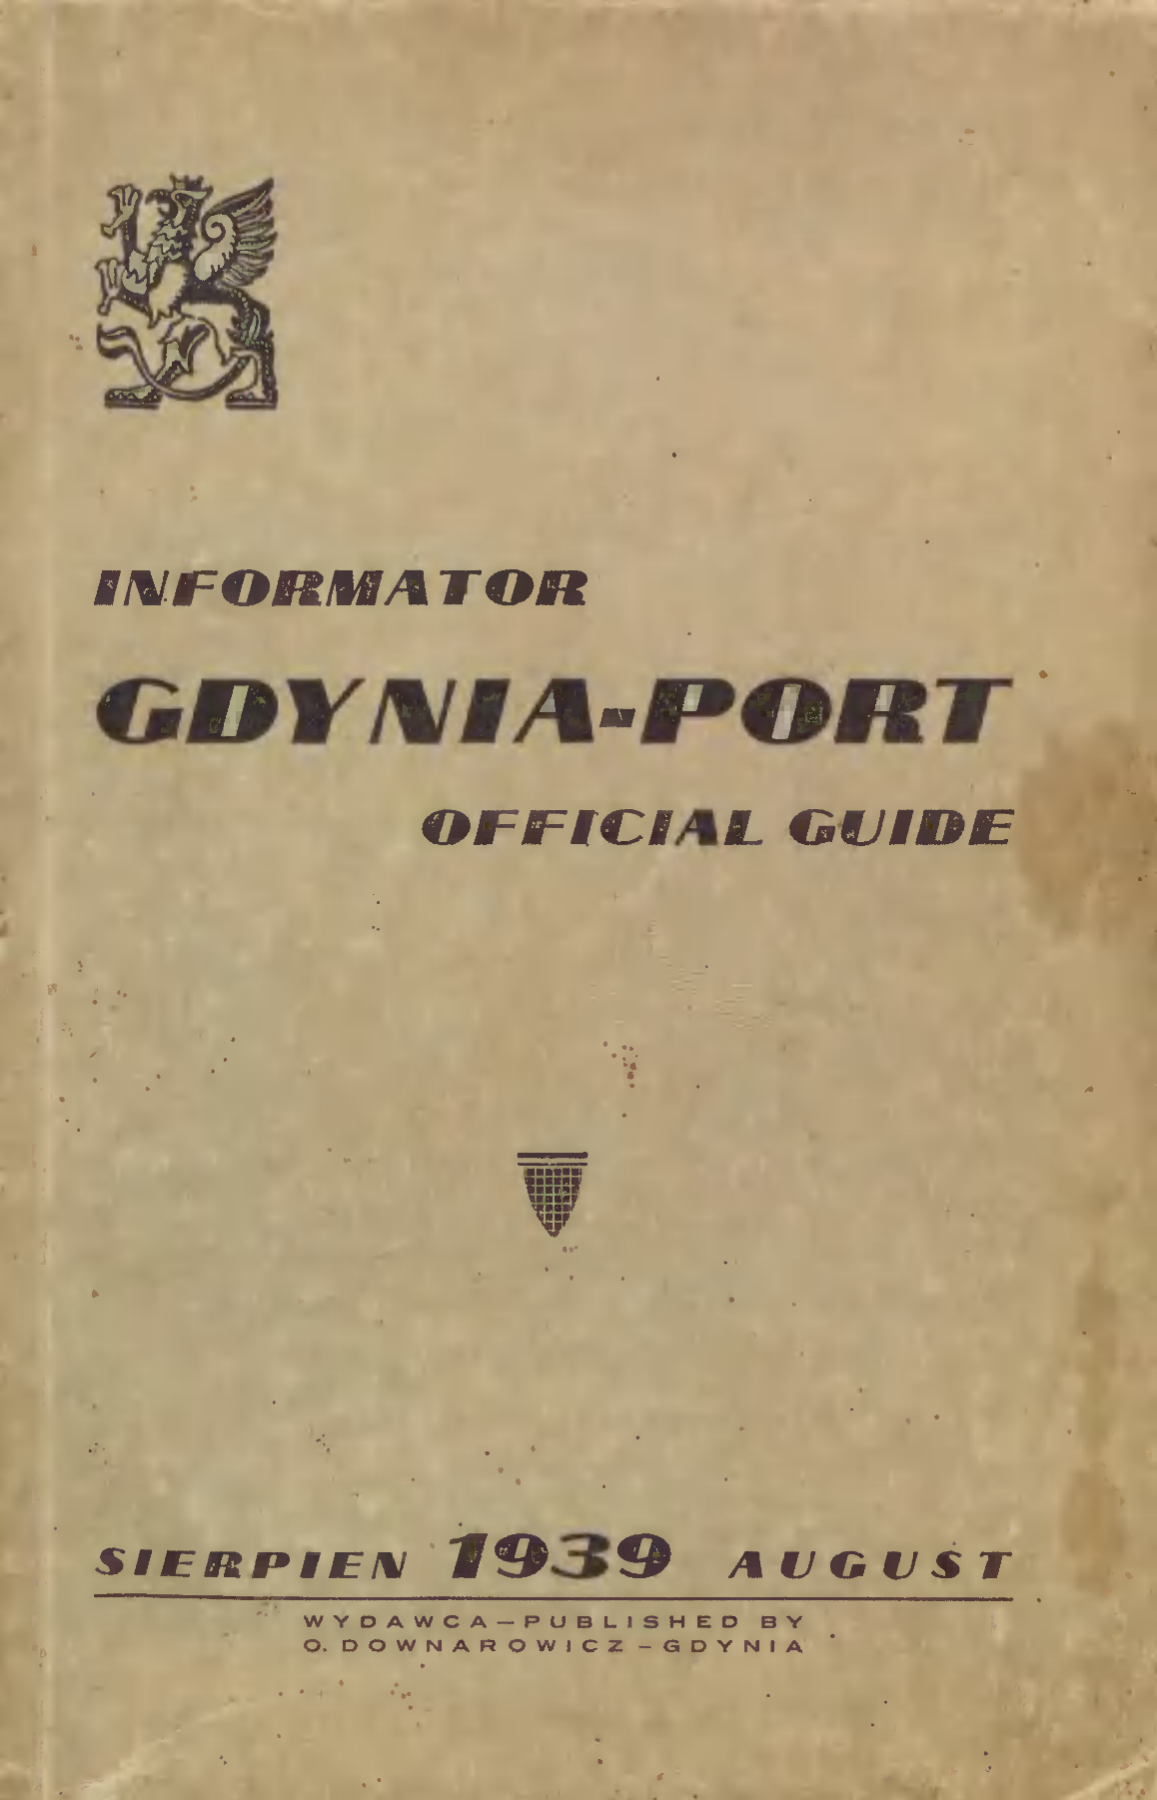 INFORMATOR
GDYNIA-PORT
OFFICIAL GUIDE
SIERPIEN 1939 AUGUST
WYDAWCA—PUBLISHED BY
O. DOWNAROWICZ – GDYNIA